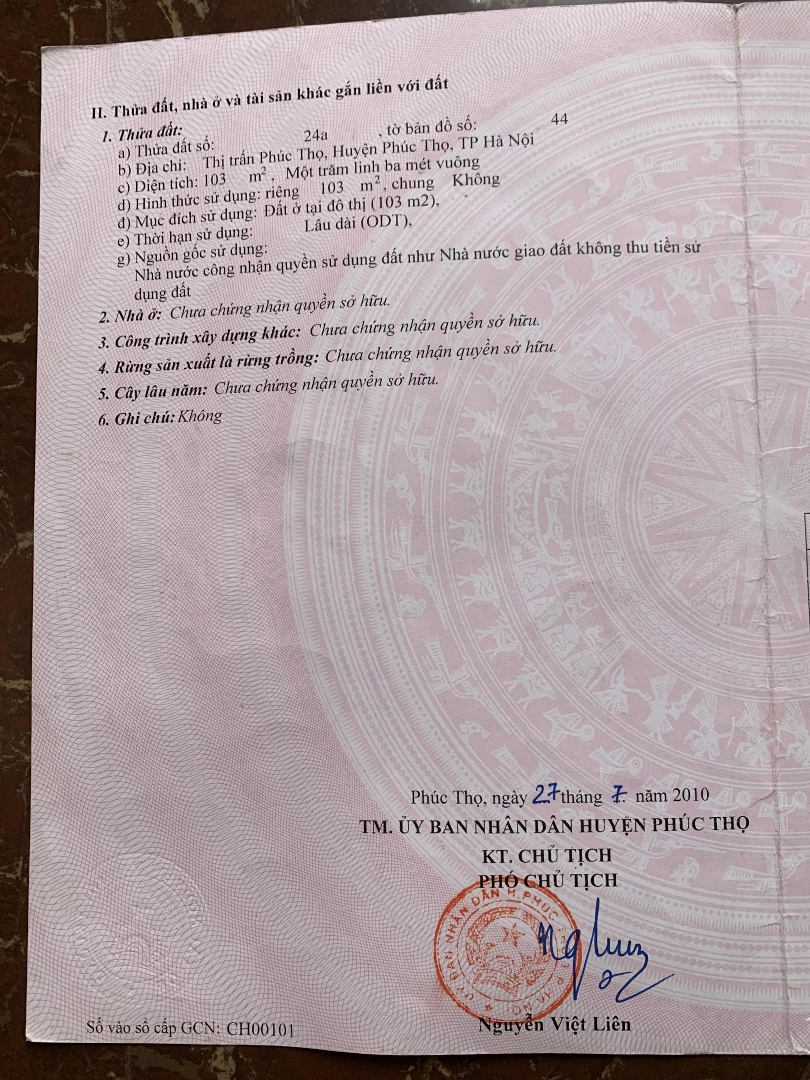 II. Thửa đất, nhà ở và tài sản khác gắn liền với đất
1. Thửa đất:
a) Thửa đất số: 24a , tờ bản đồ số: 44
b) Địa chỉ: Thị trấn Phúc Thọ, Huyện Phúc Thọ, TP Hà Nội
c) Diện tích: 103 m², Một trăm linh ba mét vuông
d) Hình thức sử dụng: riêng 103 m², chung Không
đ) Mục đích sử dụng: Đất ở tại đô thị (103 m2),
e) Thời hạn sử dụng: Lâu dài (ODT),
g) Nguồn gốc sử dụng:
Nhà nước công nhận quyền sử dụng đất như Nhà nước giao đất không thu tiền sử
dụng đất
2. Nhà ở: Chưa chứng nhận quyền sở hữu.
3. Công trình xây dựng khác: Chưa chứng nhận quyền sở hữu.
4. Rừng sản xuất là rừng trồng: Chưa chứng nhận quyền sở hữu.
5. Cây lâu năm: Chưa chứng nhận quyền sở hữu.
6. Ghi chú: Không
Phúc Thọ, ngày 27 tháng 7. năm 2010
TM. ỦY BAN NHÂN DÂN HUYỆN PHÚC THỌ
KT. CHỦ TỊCH
PHÓ CHỦ TỊCH
ỦY BAN NHÂN DÂN H. PHÚC
Nguyễn Việt Liên
Số vào sổ cấp GCN: CH00101